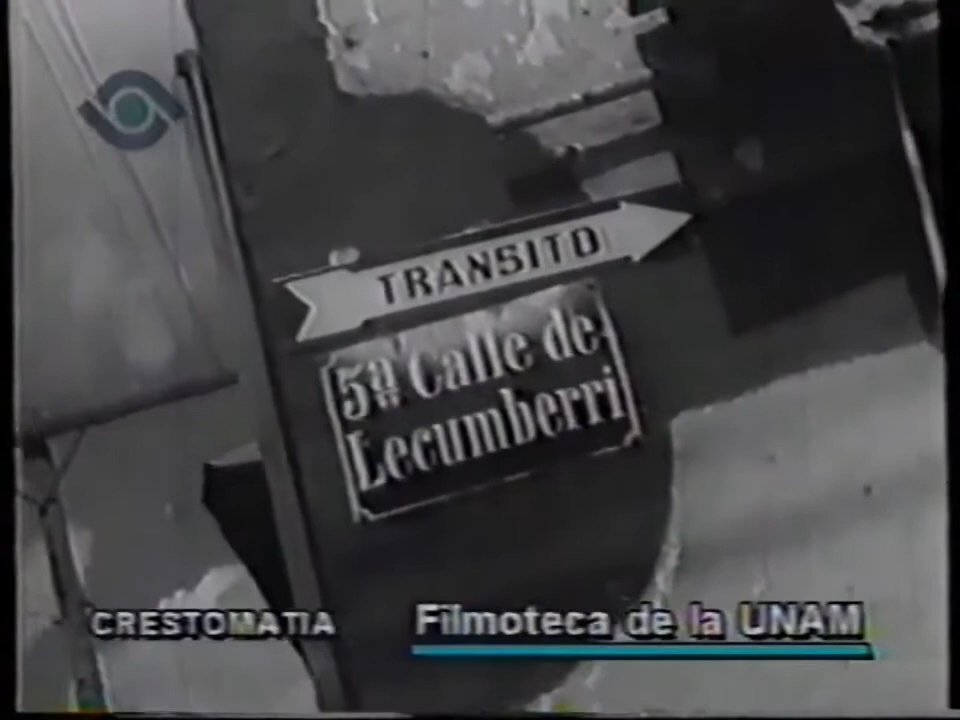 TRANSITO
5a. Calle de
Lecumberri
CRESTOMATIA
Filmoteca de la UNAM